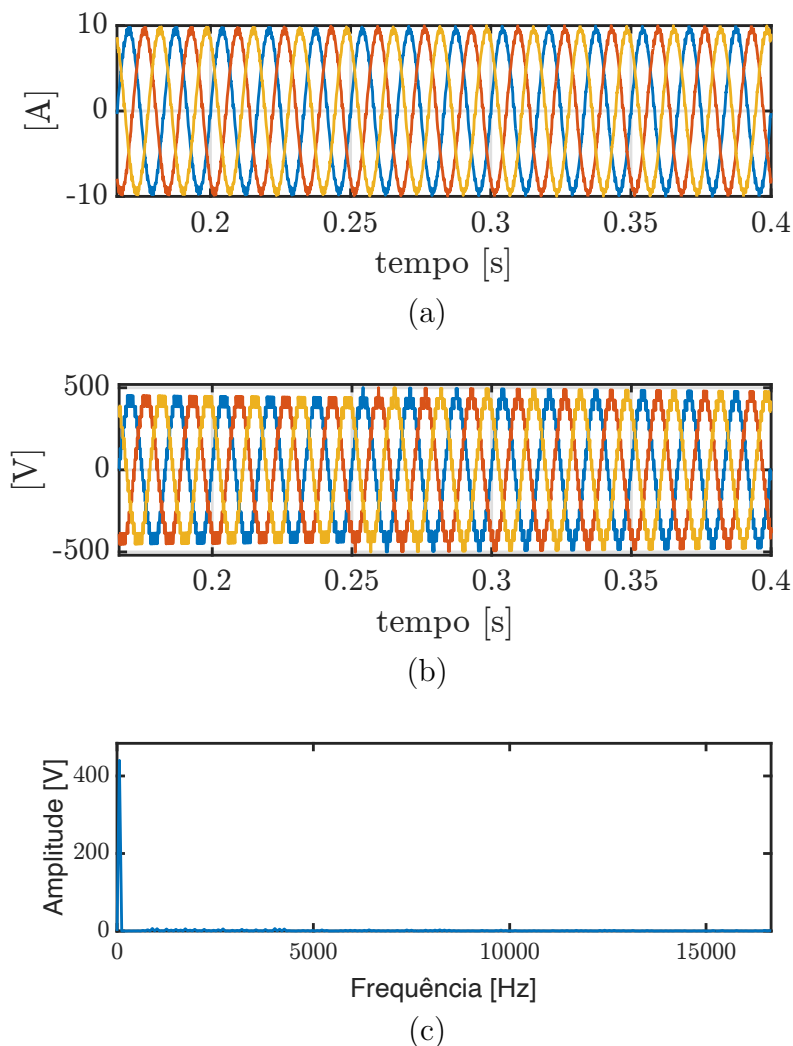 10
0
-10
[A]
0.2 0.25 0.3 0.35 0.4
tempo [s]
(a)
500
0
-500
[V]
0.2 0.25 0.3 0.35 0.4
tempo [s]
(b)
400
200
0
Amplitude [V]
0 5000 10000 15000
Frequência [Hz]
(c)